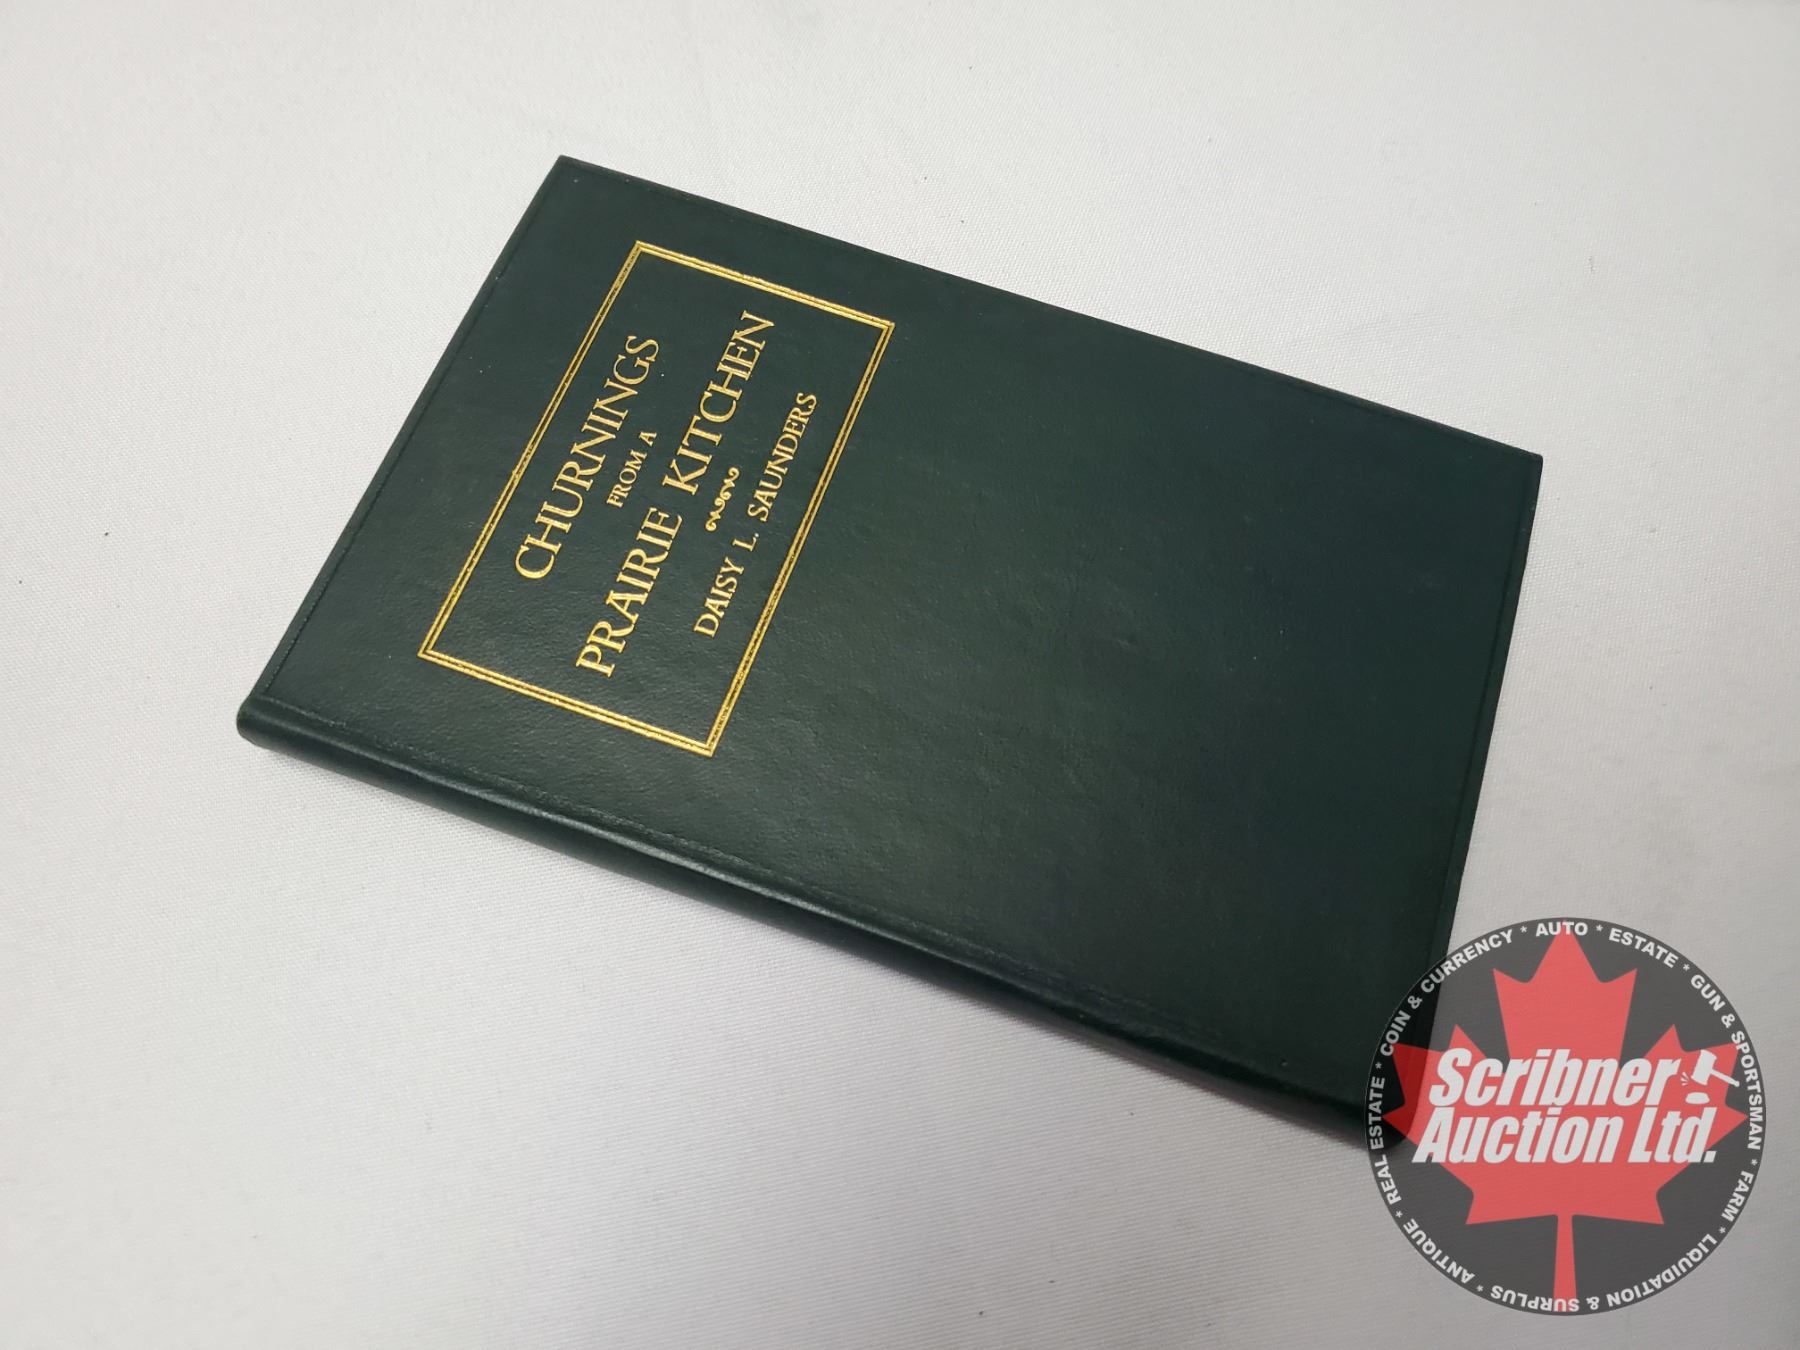 CHURNINGS
FROM A
PRAIRIE KITCHEN
DAISY L. SAUNDERS
Scribner
Auction Ltd.
REAL ESTATE * COIN & CURRENCY * AUTO * ESTATE * GUN & SPORTSMAN * FARM * LIQUIDATION & SURPLUS * ANTIQUE *